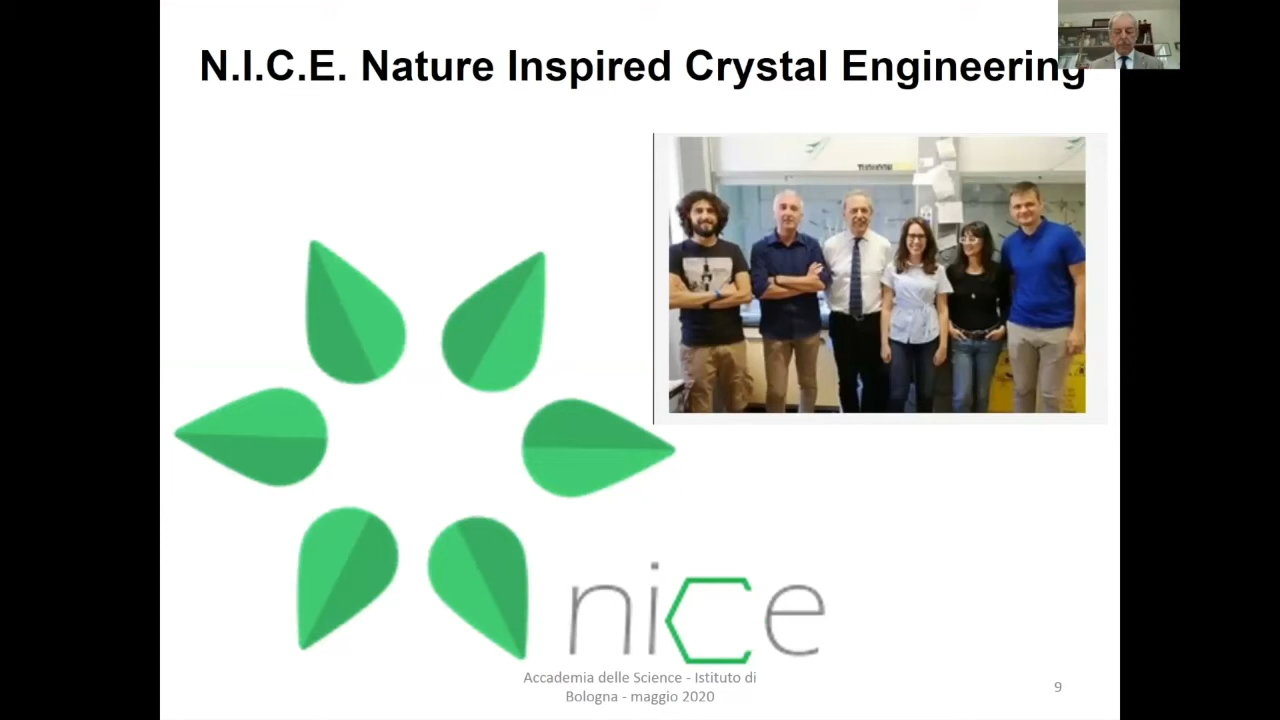 N.I.C.E. Nature Inspired Crystal Engineering
nice
Accademia delle Science - Istituto di
Bologna - maggio 2020
9